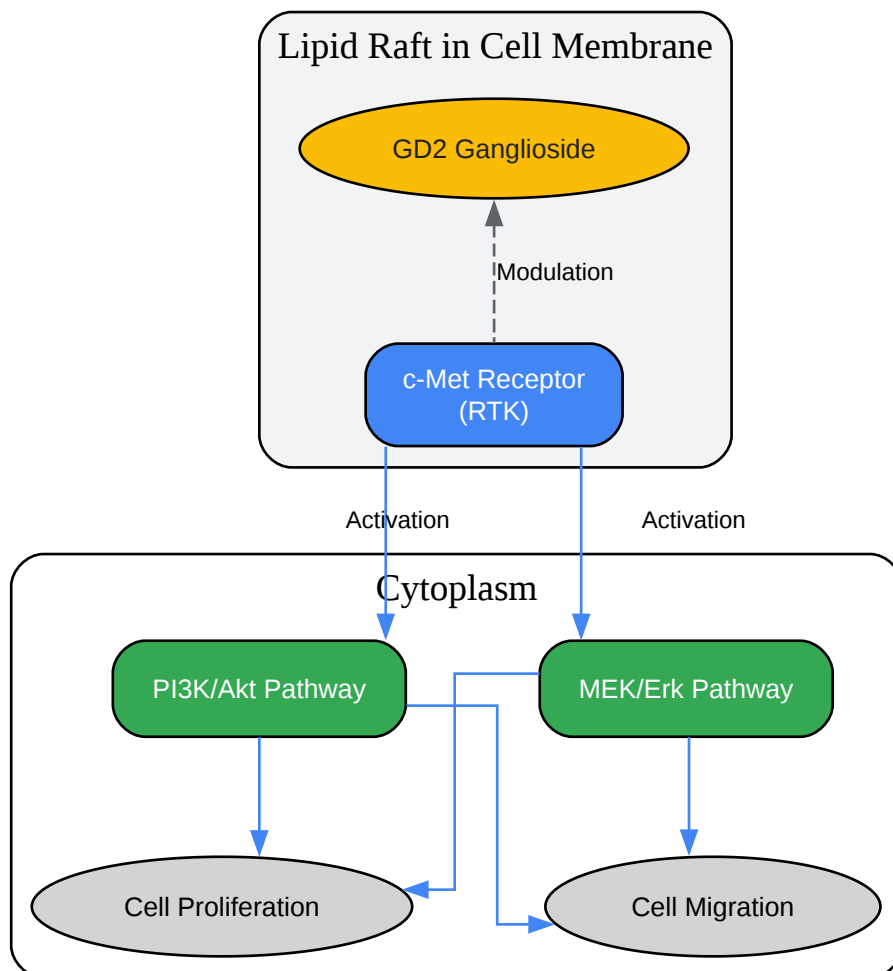 Lipid Raft in Cell Membrane
GD2 Ganglioside
Modulation
c-Met Receptor
(RTK)
Activation
Activation
Cytoplasm
PI3K/Akt Pathway
MEK/Erk Pathway
Cell Proliferation
Cell Migration